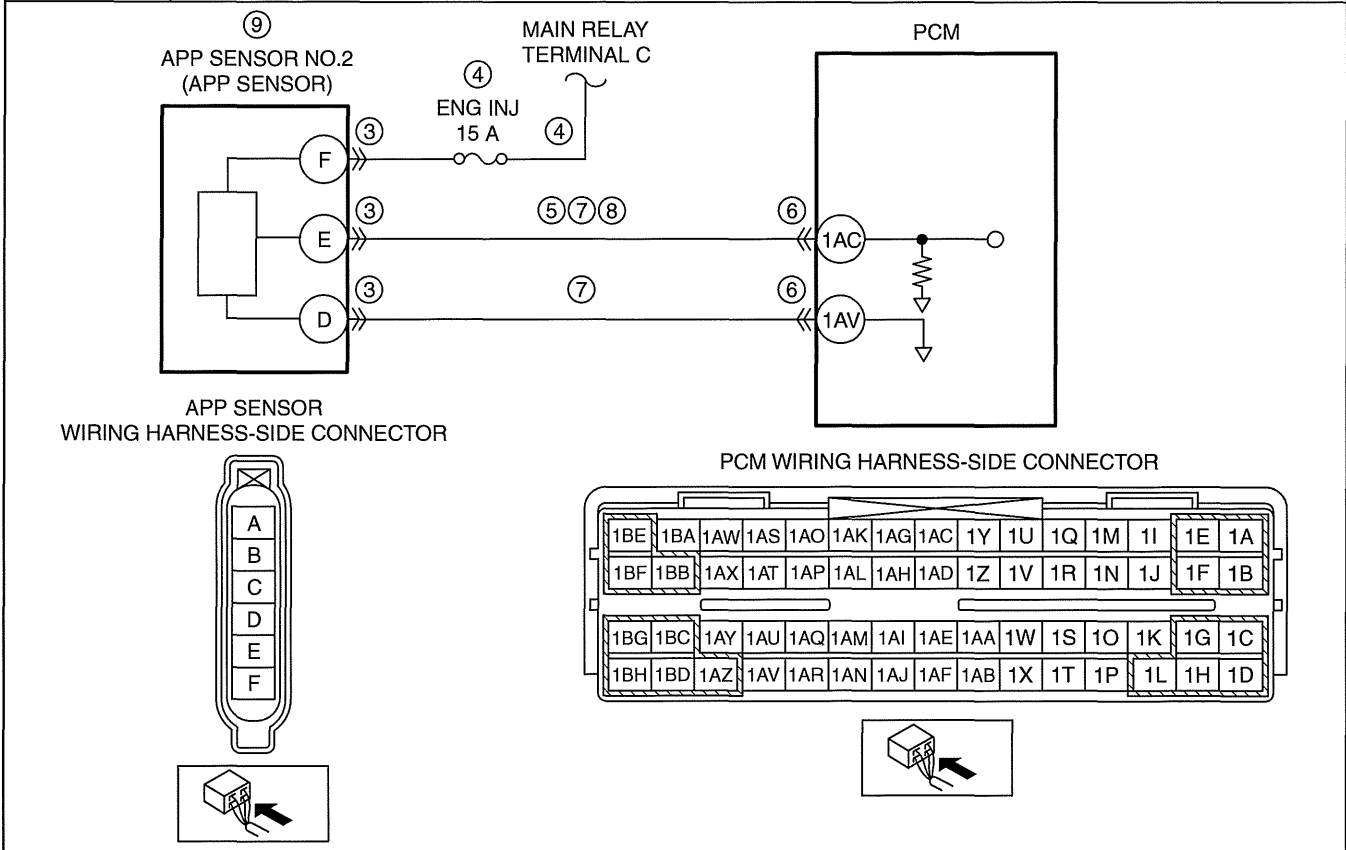 ⑨
APP SENSOR NO.2
(APP SENSOR)
MAIN RELAY
TERMINAL C
PCM
④
ENG INJ
15 A
④
③
F
③
E
⑤⑦⑧
⑥
1AC
③
D
⑦
⑥
1AV
APP SENSOR
WIRING HARNESS-SIDE CONNECTOR
A
B
C
D
E
F
PCM WIRING HARNESS-SIDE CONNECTOR
1BE 1BA 1AW 1AS 1AO 1AK 1AG 1AC 1Y 1U 1Q 1M 1I 1E 1A
1BF 1BB 1AX 1AT 1AP 1AL 1AH 1AD 1Z 1V 1R 1N 1J 1F 1B
1BG 1BC 1AY 1AU 1AQ 1AM 1AI 1AE 1AA 1W 1S 1O 1K 1G 1C
1BH 1BD 1AZ 1AV 1AR 1AN 1AJ 1AF 1AB 1X 1T 1P 1L 1H 1D